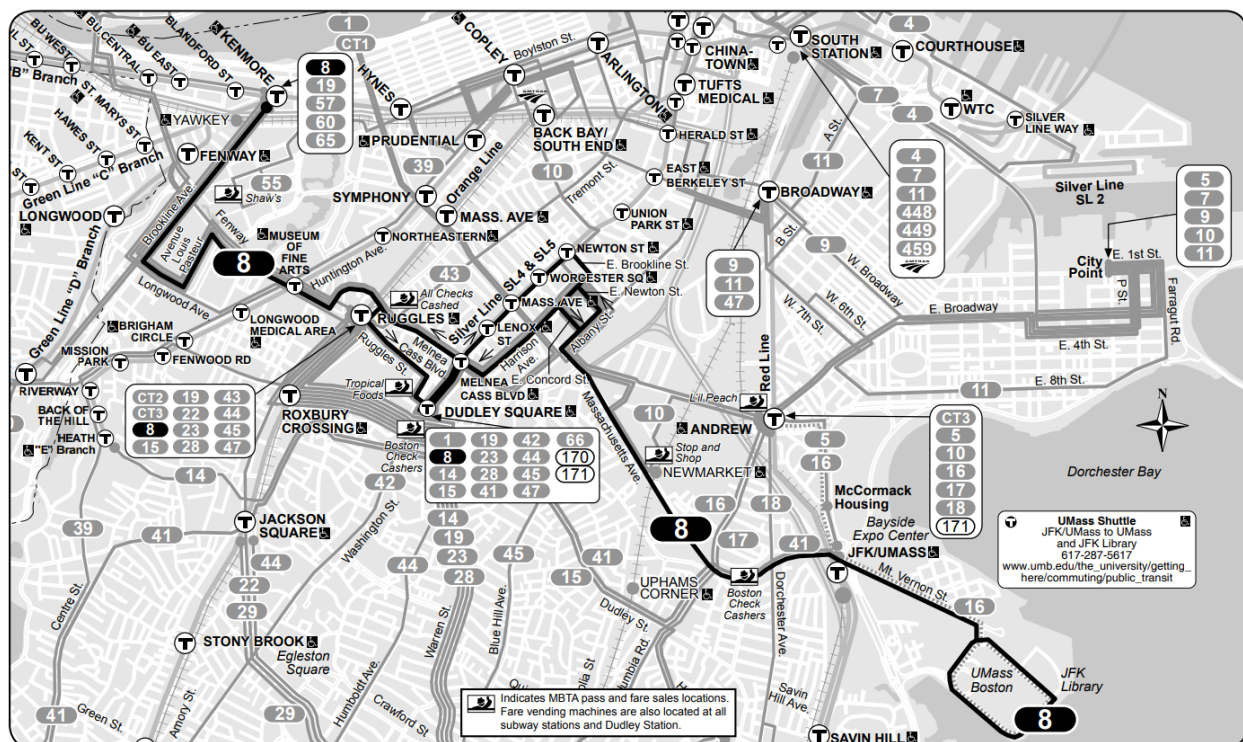 BU WEST
BU CENTRAL
BU EAST
BLANDFORD ST
KENMORE
"B" Branch
ST. MARYS ST
HAWES ST
KENT ST
Green Line "C" Branch
YAWKEY
FENWAY
55
Shaw's
8
19
57
60
65
1
CT1
HYNES
COPLEY
Boylston St.
ARLINGTON
PRUDENTIAL
39
SYMPHONY
Orange Line
BACK BAY/
SOUTH END
AMTRAK
10
Tremont St.
MASS. AVE
NORTHEASTERN
CHINA-
TOWN
TUFTS
MEDICAL
HERALD ST
EAST
BERKELEY ST
UNION
PARK ST
4
SOUTH
STATION
COURTHOUSE
7
4
WTC
SILVER
LINE WAY
A St.
11
BROADWAY
4
7
11
448
449
459
AMTRAK
Silver Line
SL 2
5
7
9
10
11
City
Point
E. 1st St.
P St.
Farragut Rd.
LONGWOOD
Green Line "D" Branch
Brookline Ave.
Avenue
Louis
Pasteur
Fenway
Longwood Ave.
8
MUSEUM
OF FINE
ARTS
Huntington Ave.
43
All Checks
Cashed
RUGGLES
Ruggles St.
Melnea
Cass Blvd
Silver Line SL4 & SL5
NEWTON ST
E. Brookline St.
WORCESTER SQ
E. Newton St.
MASS. AVE
LENOX
ST
Albany St.
Harrison
Ave.
E. Concord St.
MELNEA
CASS BLVD
Tropical
Foods
DUDLEY SQUARE
BRIGHAM
CIRCLE
LONGWOOD
MEDICAL AREA
MISSION
PARK
FENWOOD RD
RIVERWAY
BACK OF
THE HILL
HEATH
"E" Branch
CT2 19 43
CT3 22 44
8 23 45
15 28 47
ROXBURY
CROSSING
Boston
Check
Cashers
1 19 42 66
8 23 44 170
14 28 45 171
15 41 47
9
11
47
B St.
9
W. Broadway
W. 7th St.
W. 6th St.
E. Broadway
E. 4th St.
E. 8th St.
11
Red Line
Li'l Peach
ANDREW
10
Stop and
Shop
NEWMARKET
5
16
McCormack
Housing
Bayside
Expo Center
CT3
5
10
16
17
18
171
N
Dorchester Bay
UMass Shuttle
JFK/UMass to UMass
and JFK Library
617-287-5617
www.umb.edu/the_university/getting_
here/commuting/public_transit
Massachusetts Ave.
8
16
17
18
41
JFK/UMASS
Mt. Vernon St.
16
Boston
Check
Cashers
Dorchester Ave.
UMass
Boston
JFK
Library
8
14
39
41
JACKSON
SQUARE
42
Washington St.
44
22
29
44
14
19
23
28
45
41
15
UPHAMS
CORNER
Dudley St.
Centre St.
STONY BROOK
Egleston
Square
Warren St.
Blue Hill Ave.
Humboldt Ave.
41
Green St.
Amory St.
29
Crawford St.
Savin
Hill Ave.
SAVIN HILL
Indicates MBTA pass and fare sales locations.
Fare vending machines are also located at all
subway stations and Dudley Station.